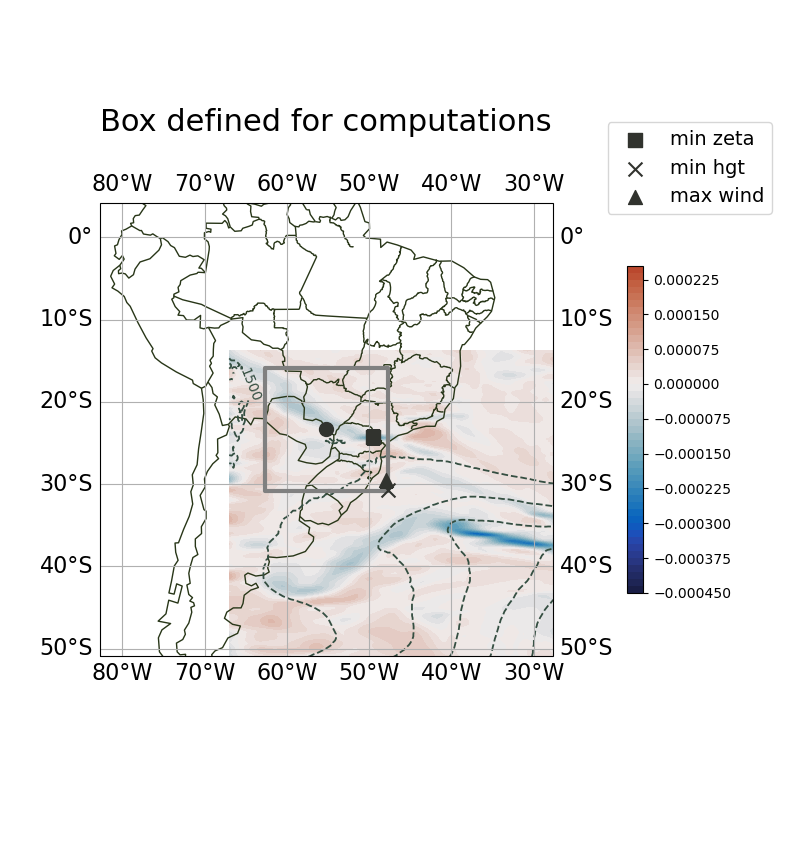 Box defined for computations
min zeta
min hgt
max wind
80°W 70°W 60°W 50°W 40°W 30°W
0° 0°
10°S 10°S
20°S 20°S
30°S 30°S
40°S 40°S
50°S 50°S
80°W 70°W 60°W 50°W 40°W 30°W
1500
0.000225
0.000150
0.000075
0.000000
−0.000075
−0.000150
−0.000225
−0.000300
−0.000375
−0.000450